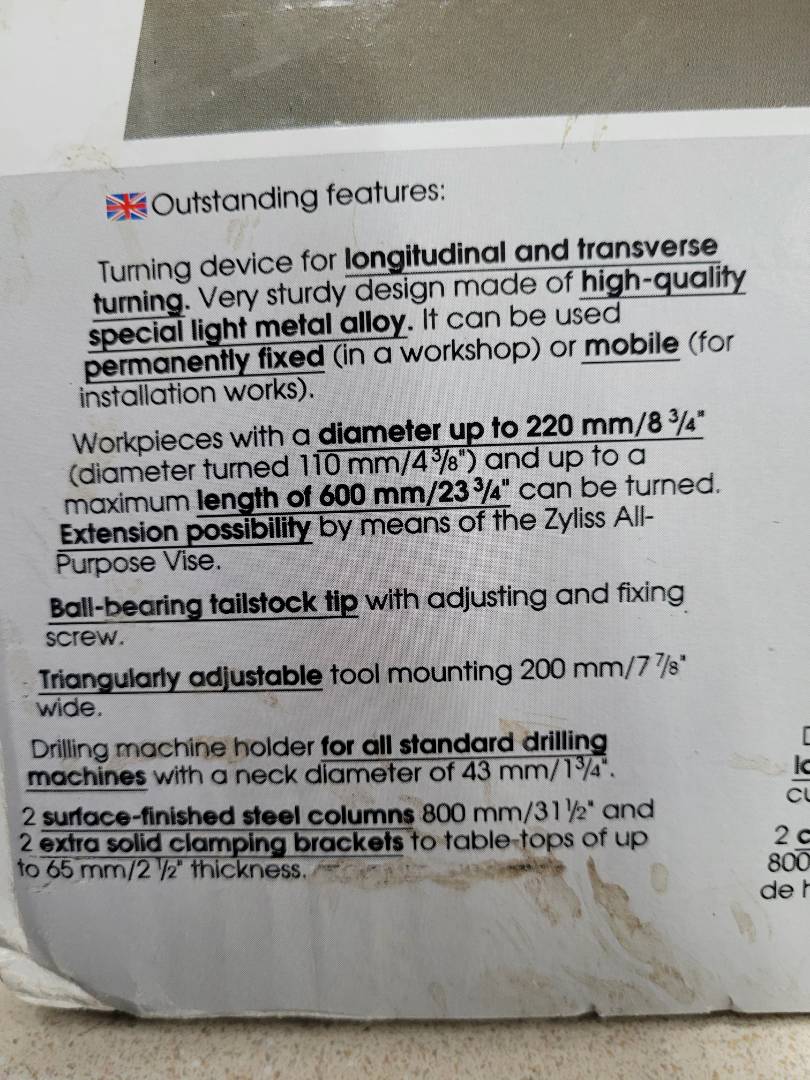 Outstanding features:
Turning device for longitudinal and transverse
turning. Very sturdy design made of high-quality
special light metal alloy. It can be used
permanently fixed (in a workshop) or mobile (for
installation works).
Workpieces with a diameter up to 220 mm/8 3/4"
(diameter turned 110 mm/4 3/8") and up to a
maximum length of 600 mm/23 3/4" can be turned.
Extension possibility by means of the Zyliss All-
Purpose Vise.
Ball-bearing tailstock tip with adjusting and fixing
screw.
Triangularly adjustable tool mounting 200 mm/7 7/8"
wide.
Drilling machine holder for all standard drilling
machines with a neck diameter of 43 mm/1 3/4".
2 surface-finished steel columns 800 mm/31 1/2" and
2 extra solid clamping brackets to table-tops of up
to 65 mm/2 1/2" thickness.
2
800
de